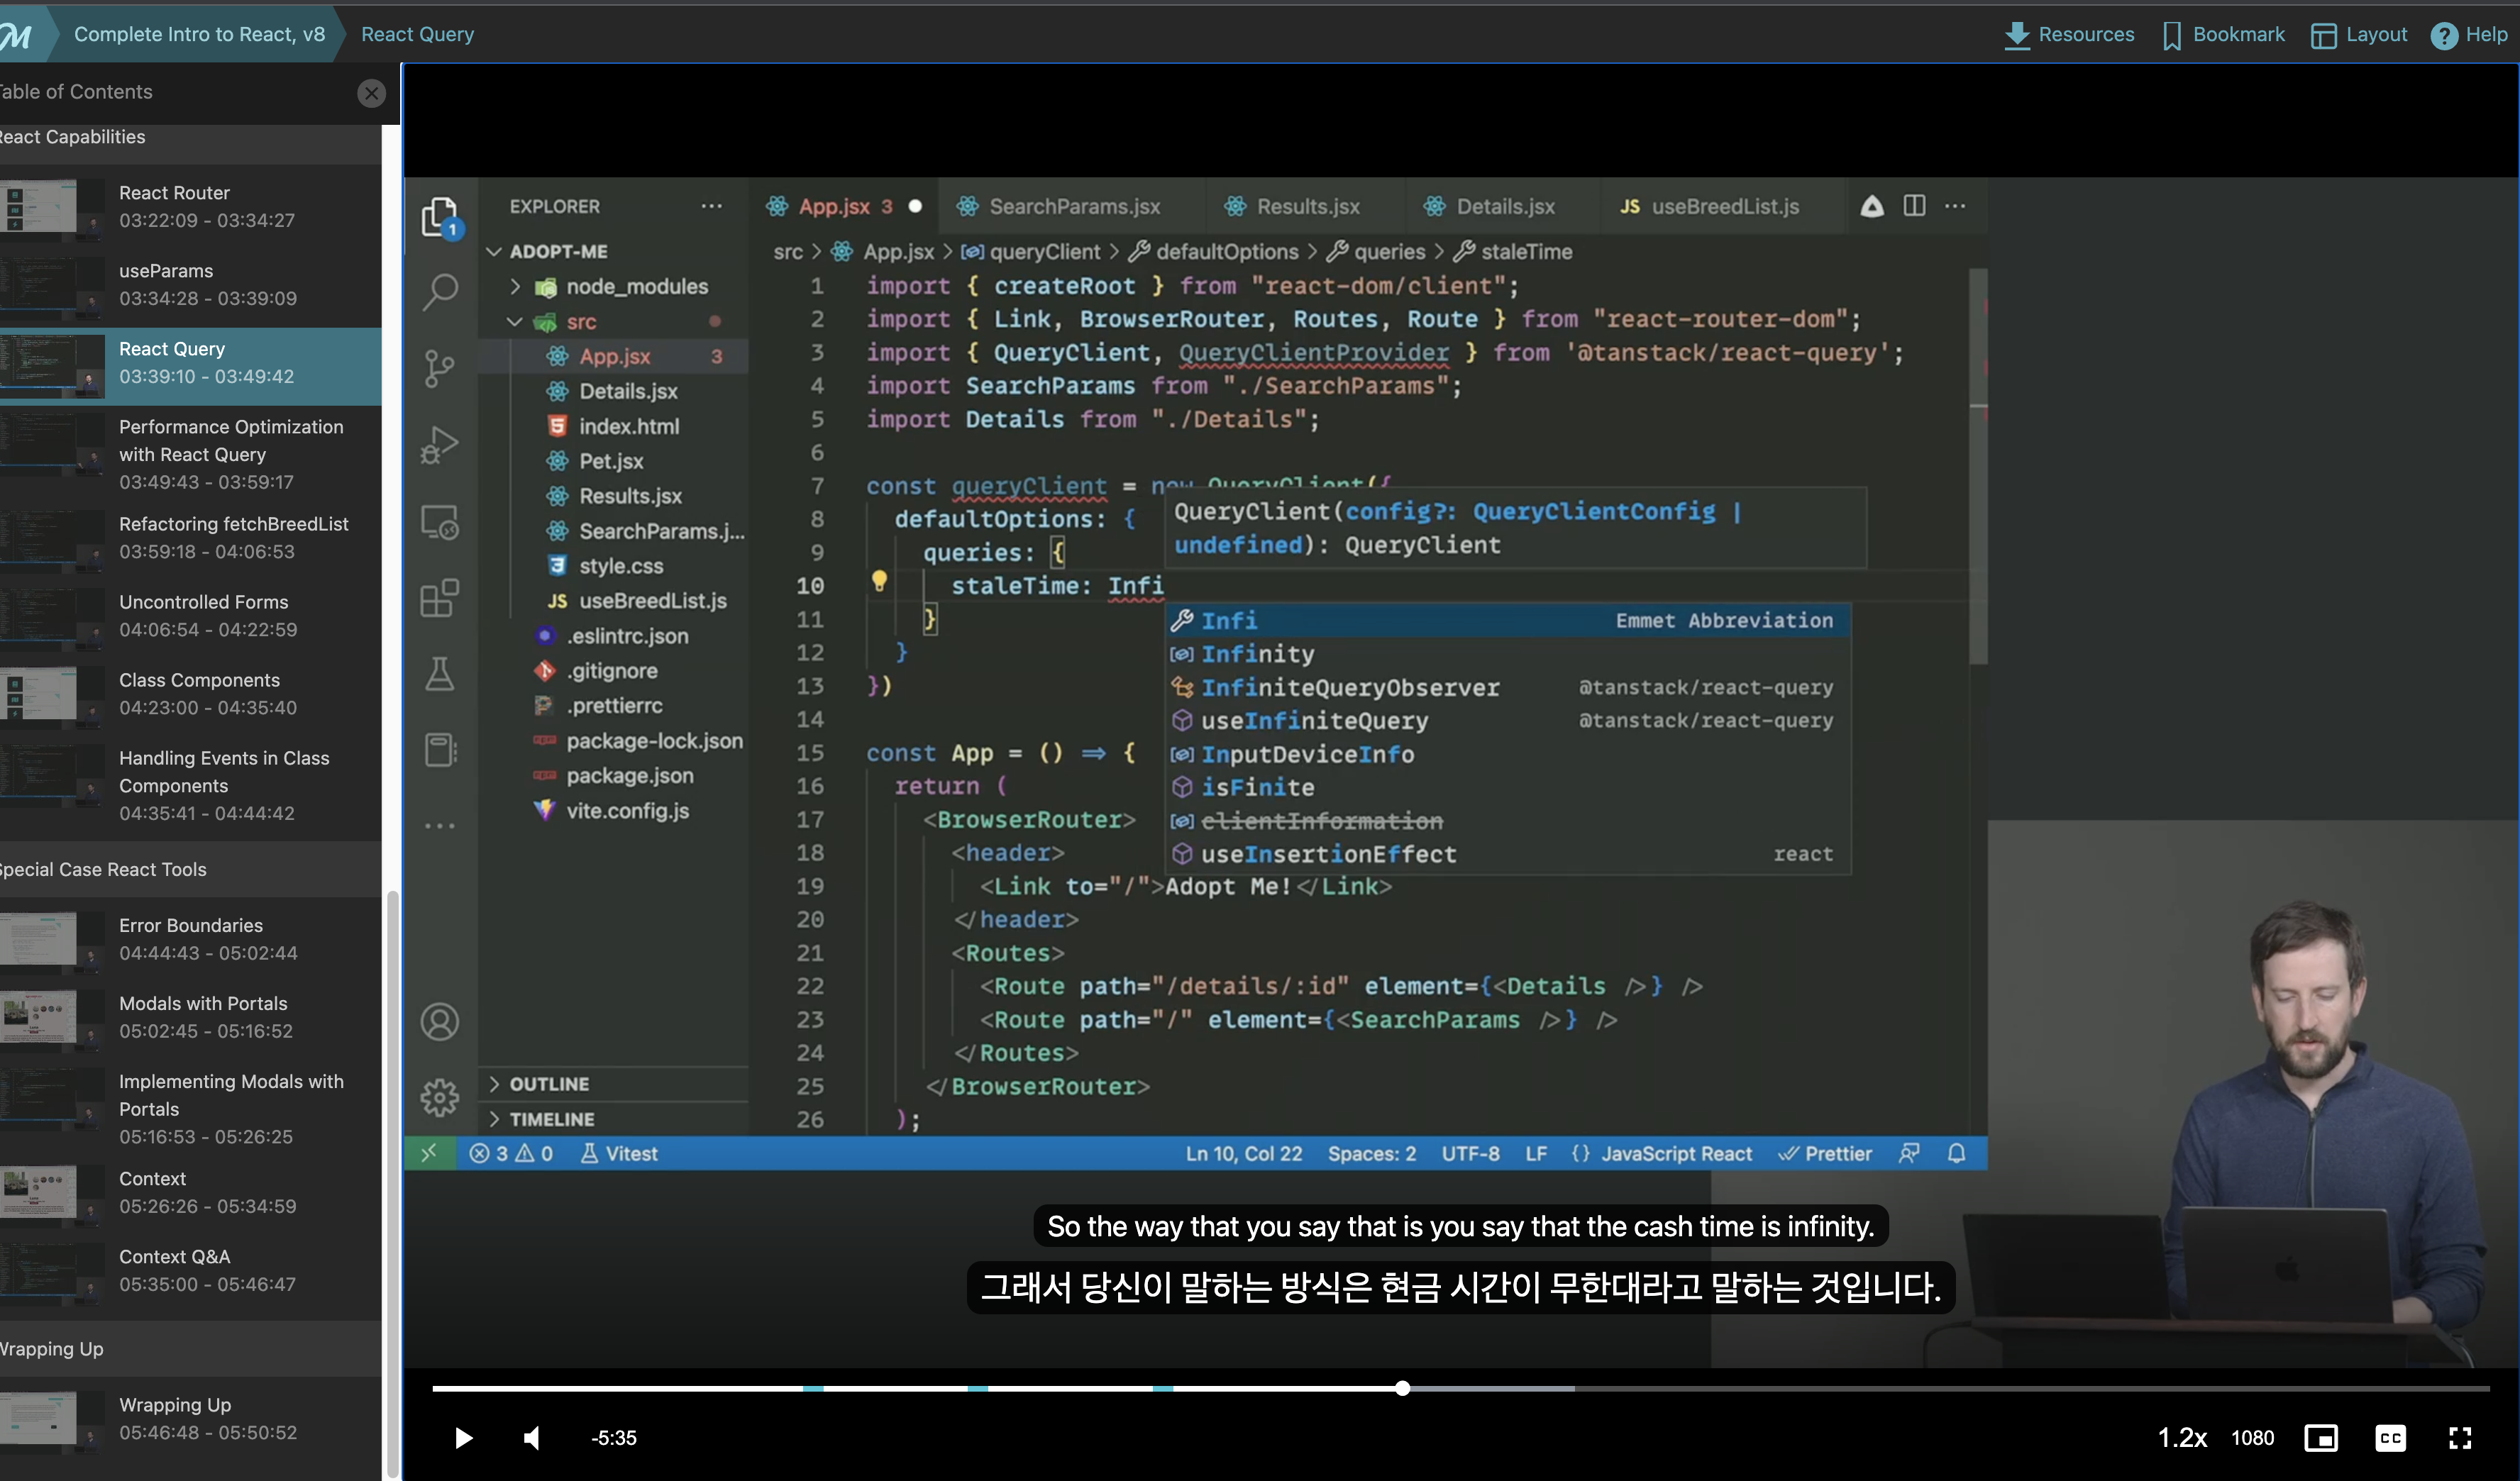 Complete Intro to React, v8
React Query
Resources
Bookmark
Layout
Help
Table of Contents
React Capabilities
React Router
03:22:09 - 03:34:27
useParams
03:34:28 - 03:39:09
React Query
03:39:10 - 03:49:42
Performance Optimization
with React Query
03:49:43 - 03:59:17
Refactoring fetchBreedList
03:59:18 - 04:06:53
Uncontrolled Forms
04:06:54 - 04:22:59
Class Components
04:23:00 - 04:35:40
Handling Events in Class
Components
04:35:41 - 04:44:42
Special Case React Tools
Error Boundaries
04:44:43 - 05:02:44
Modals with Portals
05:02:45 - 05:16:52
Implementing Modals with
Portals
05:16:53 - 05:26:25
Context
05:26:26 - 05:34:59
Context Q&A
05:35:00 - 05:46:47
Wrapping Up
Wrapping Up
05:46:48 - 05:50:52
1
EXPLORER
ADOPT-ME
node_modules
src
App.jsx 3
Details.jsx
index.html
Pet.jsx
Results.jsx
SearchParams.j...
style.css
JS useBreedList.js
.eslintrc.json
.gitignore
.prettierrc
package-lock.json
package.json
vite.config.js
OUTLINE
TIMELINE
App.jsx 3
SearchParams.jsx
Results.jsx
Details.jsx
JS useBreedList.js
src > App.jsx > queryClient > defaultOptions > queries > staleTime
1 import { createRoot } from "react-dom/client";
2 import { Link, BrowserRouter, Routes, Route } from "react-router-dom";
3 import { QueryClient, QueryClientProvider } from '@tanstack/react-query';
4 import SearchParams from "./SearchParams";
5 import Details from "./Details";
6
7 const queryClient = new QueryClient({
8 defaultOptions: {
9 queries: {
10 staleTime: Infi
11 }
12 }
13 })
14
15 const App = () => {
16 return (
17 <BrowserRouter>
18 <header>
19 <Link to="/">Adopt Me!</Link>
20 </header>
21 <Routes>
22 <Route path="/details/:id" element={<Details />} />
23 <Route path="/" element={<SearchParams />} />
24 </Routes>
25 </BrowserRouter>
26 );
QueryClient(config?: QueryClientConfig |
undefined): QueryClient
Infi Emmet Abbreviation
Infinity
InfiniteQueryObserver @tanstack/react-query
useInfiniteQuery @tanstack/react-query
InputDeviceInfo
isFinite
clientInformation
useInsertionEffect react
3 0 Vitest
Ln 10, Col 22 Spaces: 2 UTF-8 LF {} JavaScript React Prettier
So the way that you say that is you say that the cash time is infinity.
그래서 당신이 말하는 방식은 현금 시간이 무한대라고 말하는 것입니다.
-5:35
1.2x
1080
CC